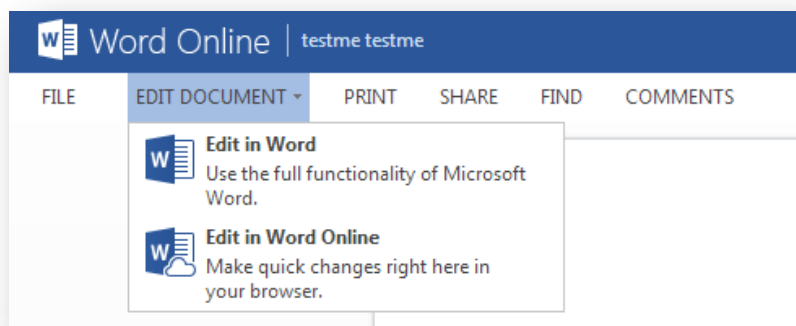 Word Online | testme testme
FILE EDIT DOCUMENT PRINT SHARE FIND COMMENTS
Edit in Word
Use the full functionality of Microsoft
Word.
Edit in Word Online
Make quick changes right here in
your browser.